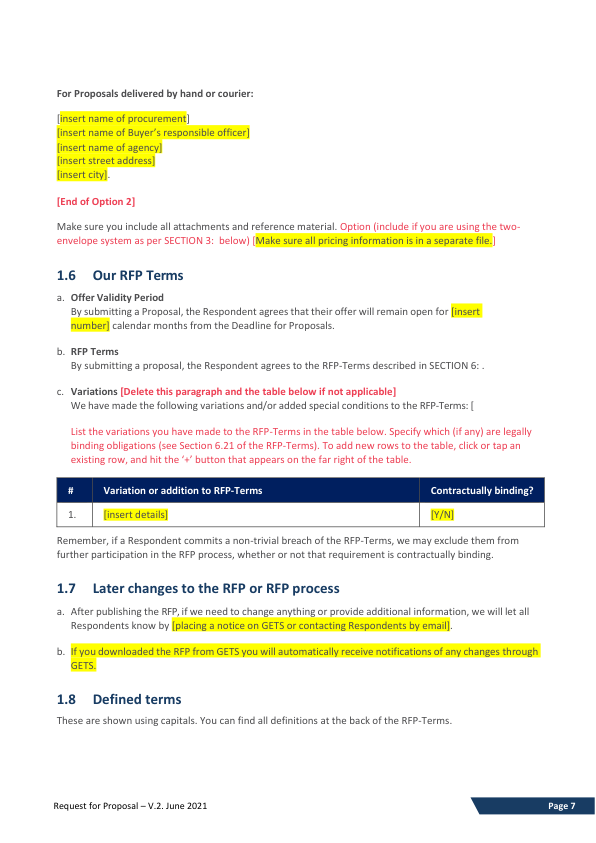 For Proposals delivered by hand or courier:
[insert name of procurement]
[insert name of Buyer's responsible officer]
[insert name of agency]
[insert street address]
[insert city].
[End of Option 2]
Make sure you include all attachments and reference material. Option (include if you are using the two-
envelope system as per SECTION 3:  below) [Make sure all pricing information is in a separate file.]
1.6 Our RFP Terms
a. Offer Validity Period
By submitting a Proposal, the Respondent agrees that their offer will remain open for [insert
number] calendar months from the Deadline for Proposals.
b. RFP Terms
By submitting a proposal, the Respondent agrees to the RFP-Terms described in SECTION 6: .
c. Variations [Delete this paragraph and the table below if not applicable]
We have made the following variations and/or added special conditions to the RFP-Terms: [
List the variations you have made to the RFP-Terms in the table below. Specify which (if any) are legally
binding obligations (see Section 6.21 of the RFP-Terms). To add new rows to the table, click or tap an
existing row, and hit the '+' button that appears on the far right of the table.
# Variation or addition to RFP-Terms Contractually binding?
1. [insert details] [Y/N]
Remember, if a Respondent commits a non-trivial breach of the RFP-Terms, we may exclude them from
further participation in the RFP process, whether or not that requirement is contractually binding.
1.7 Later changes to the RFP or RFP process
a. After publishing the RFP, if we need to change anything or provide additional information, we will let all
Respondents know by [placing a notice on GETS or contacting Respondents by email].
b. If you downloaded the RFP from GETS you will automatically receive notifications of any changes through
GETS.
1.8 Defined terms
These are shown using capitals. You can find all definitions at the back of the RFP-Terms.
Request for Proposal – V.2. June 2021 Page 7